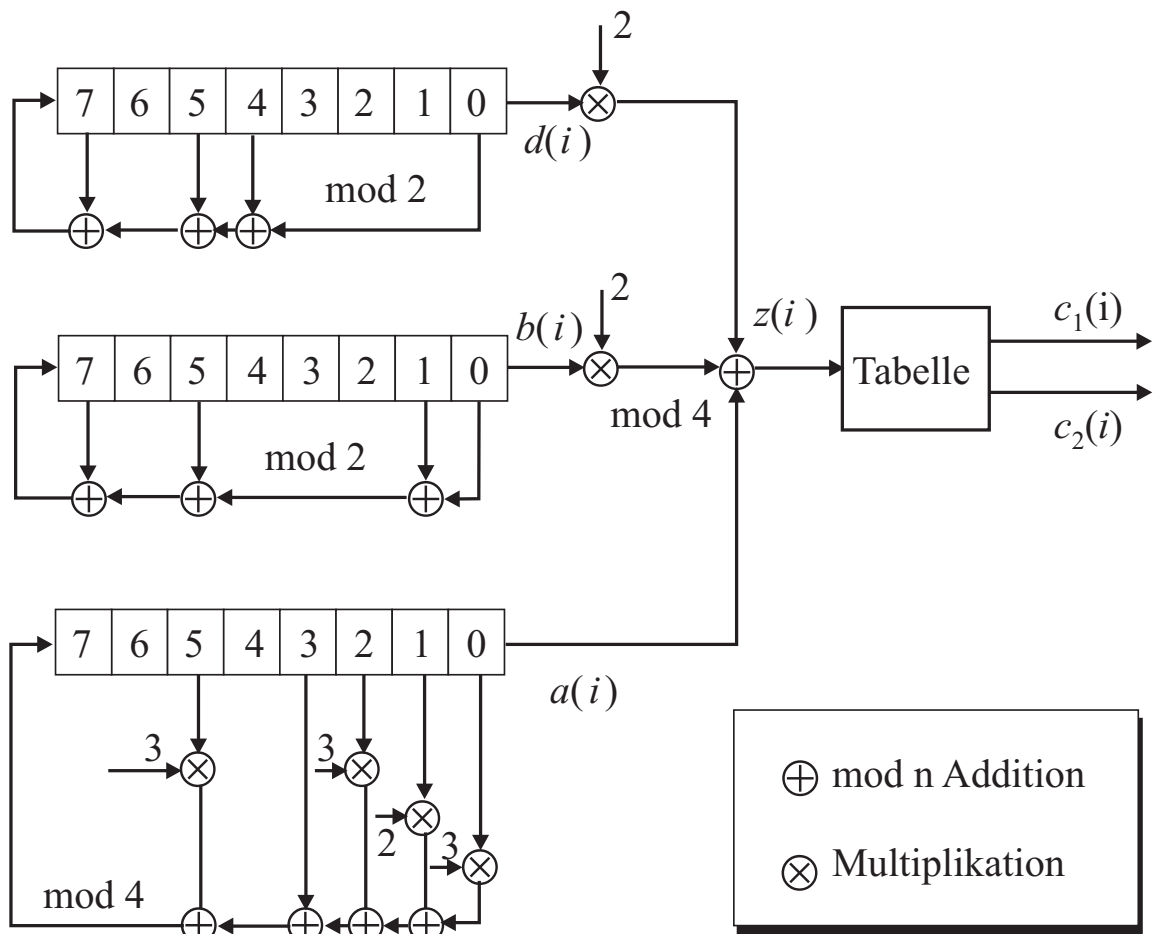 2
7 6 5 4 3 2 1 0
d(i)
mod 2
2
b(i)
z(i)
c₁(i)
7 6 5 4 3 2 1 0
Tabelle
mod 4
c₂(i)
mod 2
7 6 5 4 3 2 1 0
a(i)
3
3
2
3
mod 4
⊕ mod n Addition
⊗ Multiplikation